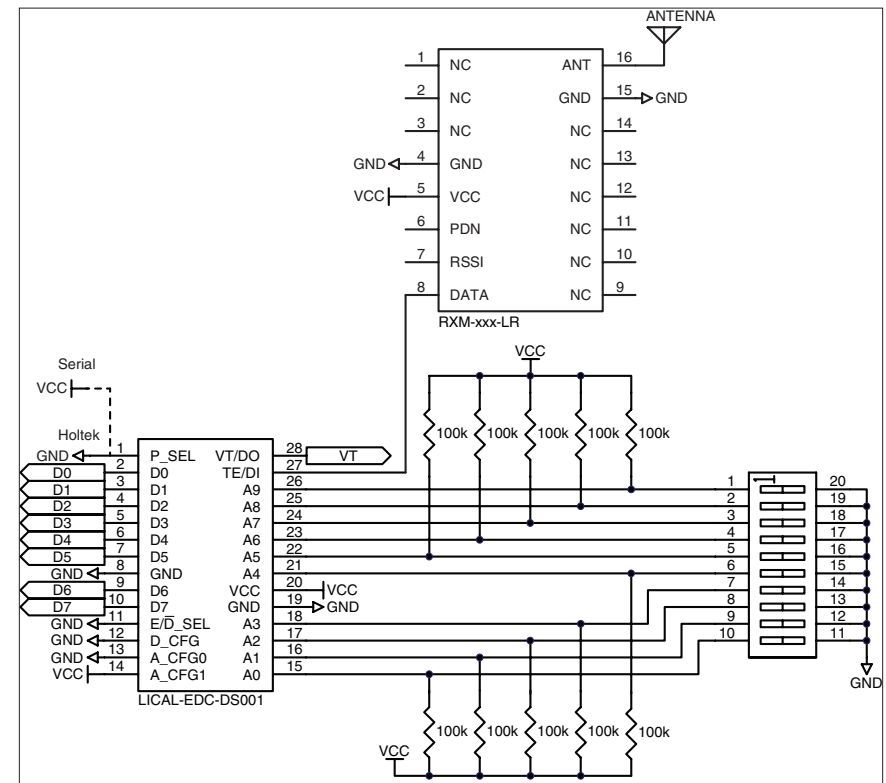 ANTENNA
1 NC ANT 16
2 NC GND 15 GND
3 NC NC 14
GND 4 GND NC 13
VCC 5 VCC NC 12
6 PDN NC 11
7 RSSI NC 10
8 DATA NC 9
RXM-xxx-LR
Serial
VCC
VCC
100k 100k 100k 100k 100k
Holtek
GND 1 P_SEL VT/DO 28 VT
D0 2 D0 TE/DI 27
D1 3 D1 A9 26 1 20
D2 4 D2 A8 25 2 19
D3 5 D3 A7 24 3 18
D4 6 D4 A6 23 4 17
D5 7 D5 A5 22 5 16
GND 8 GND A4 21 6 15
D6 9 D6 VCC 20 VCC 7 14
D7 10 D7 GND 19 GND 8 13
GND 11 E/D_SEL A3 18 9 12
GND 12 D_CFG A2 17 10 11
GND 13 A_CFG0 A1 16
VCC 14 A_CFG1 A0 15
GND
LICAL-EDC-DS001
1
100k 100k 100k 100k 100k
VCC